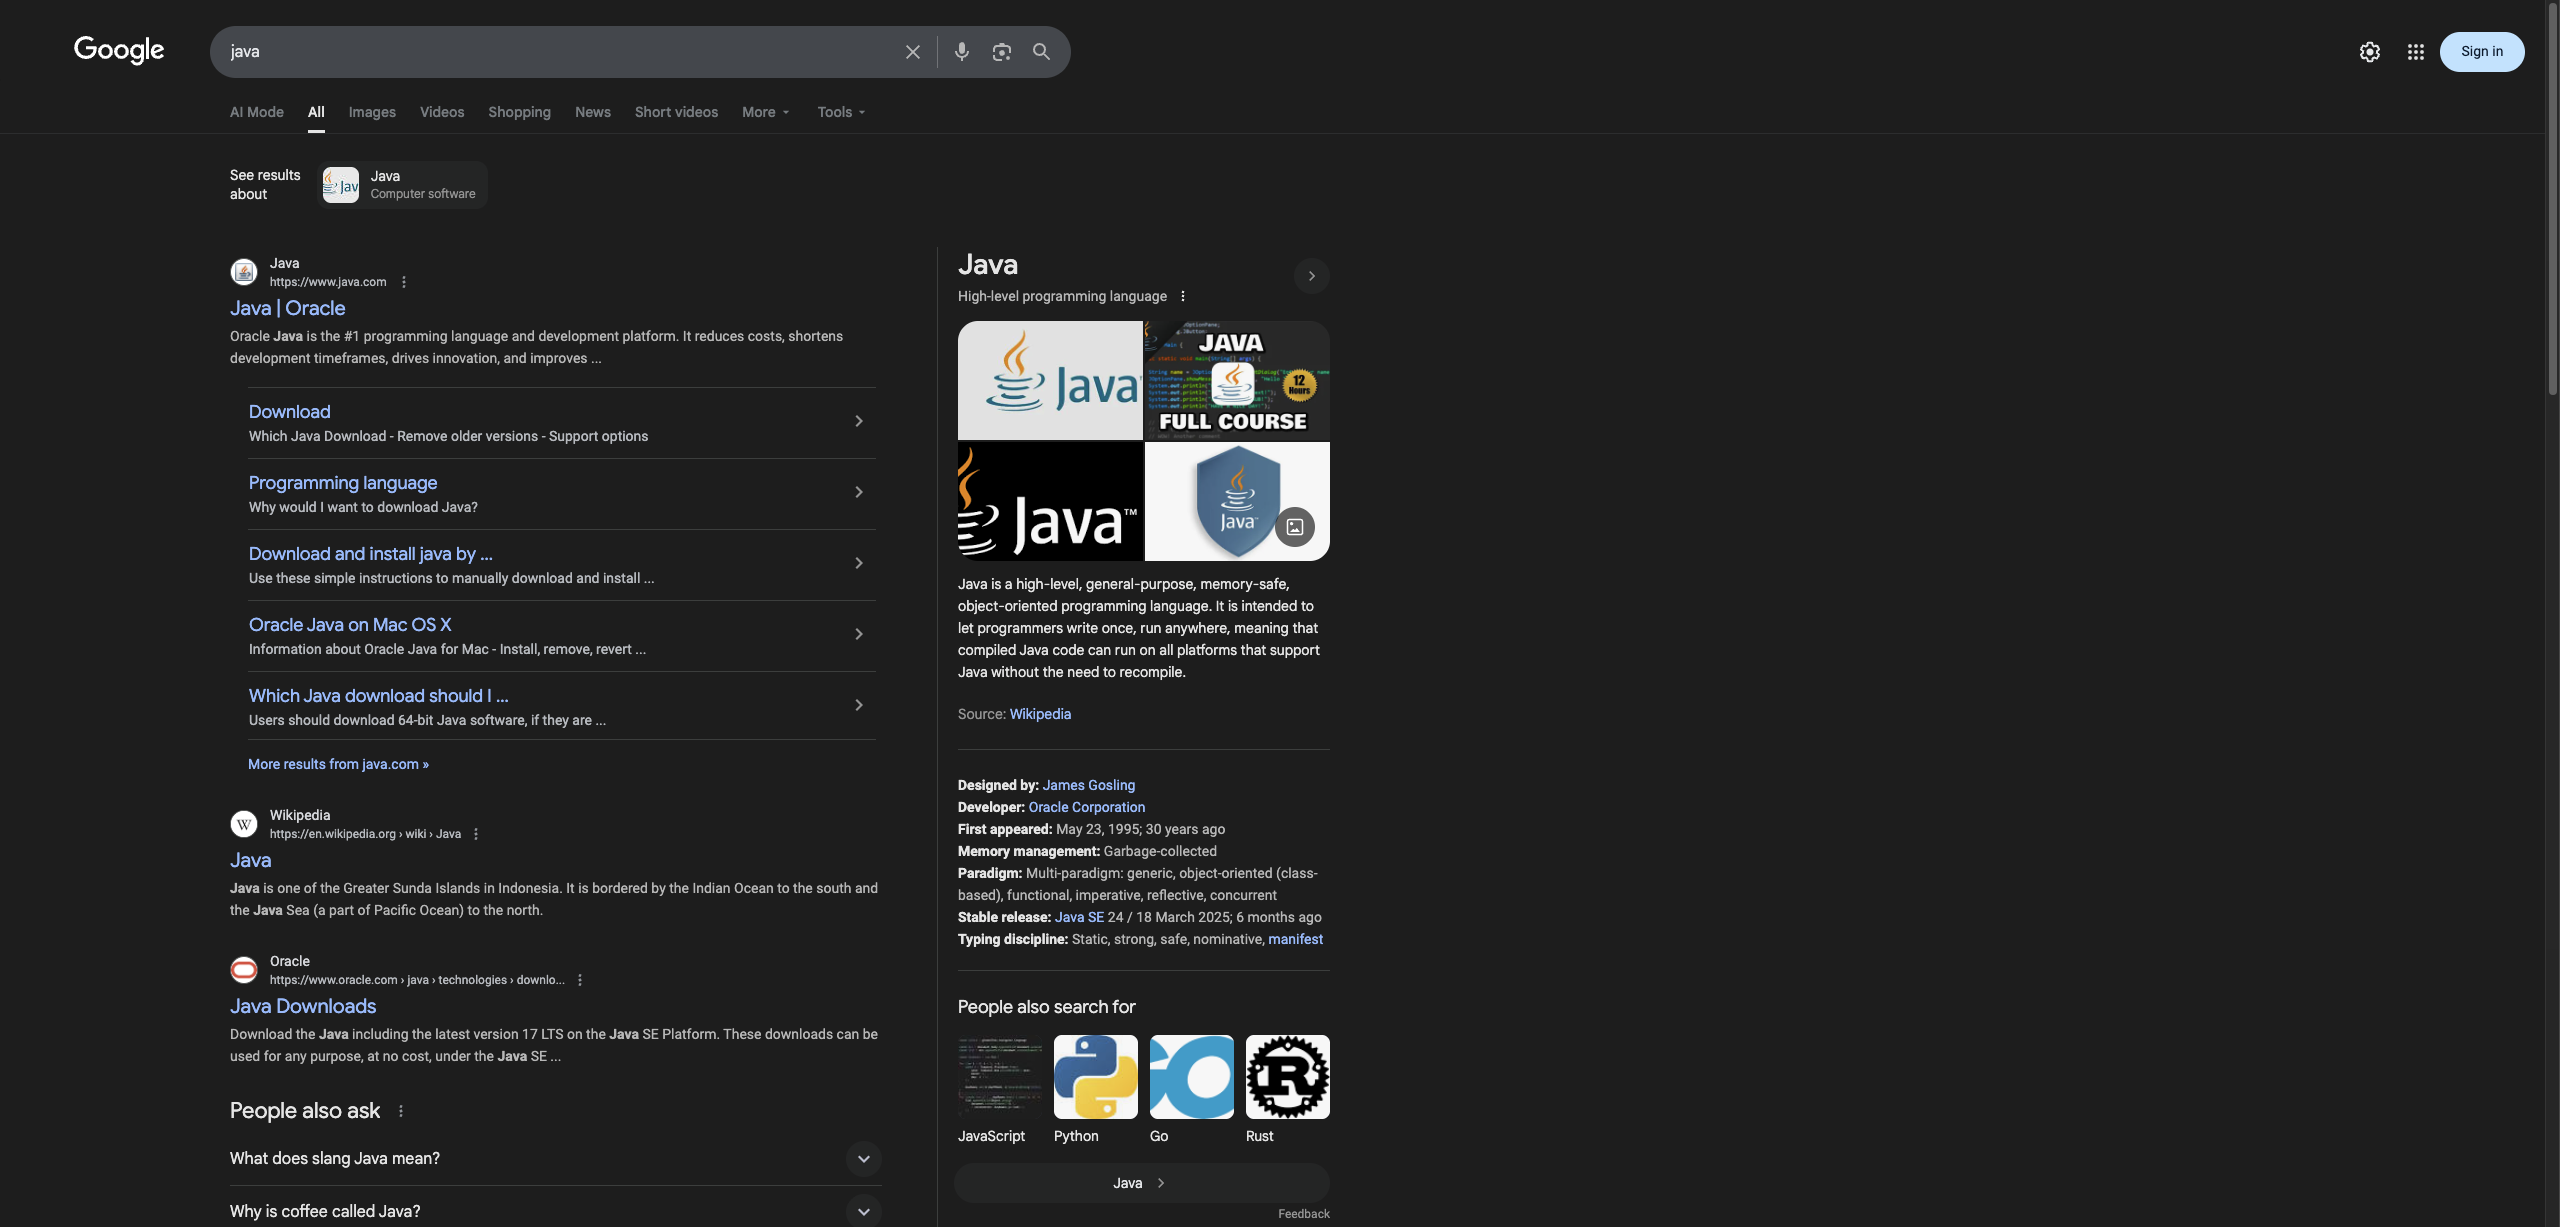 Google
java
Sign in
AI Mode
All
Images
Videos
Shopping
News
Short videos
More
Tools
See results
about
Jav
Java
Computer software
Java
https://www.java.com
Java | Oracle
Oracle Java is the #1 programming language and development platform. It reduces costs, shortens
development timeframes, drives innovation, and improves ...
Download
Which Java Download - Remove older versions - Support options
Programming language
Why would I want to download Java?
Download and install java by ...
Use these simple instructions to manually download and install ...
Oracle Java on Mac OS X
Information about Oracle Java for Mac - Install, remove, revert ...
Which Java download should I ...
Users should download 64-bit Java software, if they are ...
More results from java.com »
W
Wikipedia
https://en.wikipedia.org › wiki › Java
Java
Java is one of the Greater Sunda Islands in Indonesia. It is bordered by the Indian Ocean to the south and
the Java Sea (a part of Pacific Ocean) to the north.
Oracle
https://www.oracle.com › java › technologies › downlo...
Java Downloads
Download the Java including the latest version 17 LTS on the Java SE Platform. These downloads can be
used for any purpose, at no cost, under the Java SE ...
People also ask
What does slang Java mean?
Why is coffee called Java?
Java
High-level programming language
Java
JAVA
12
Hours
FULL COURSE
Java™
Java™
Java is a high-level, general-purpose, memory-safe,
object-oriented programming language. It is intended to
let programmers write once, run anywhere, meaning that
compiled Java code can run on all platforms that support
Java without the need to recompile.
Source: Wikipedia
Designed by: James Gosling
Developer: Oracle Corporation
First appeared: May 23, 1995; 30 years ago
Memory management: Garbage-collected
Paradigm: Multi-paradigm: generic, object-oriented (class-
based), functional, imperative, reflective, concurrent
Stable release: Java SE 24 / 18 March 2025; 6 months ago
Typing discipline: Static, strong, safe, nominative, manifest
People also search for
R
JavaScript
Python
Go
Rust
Java
Feedback